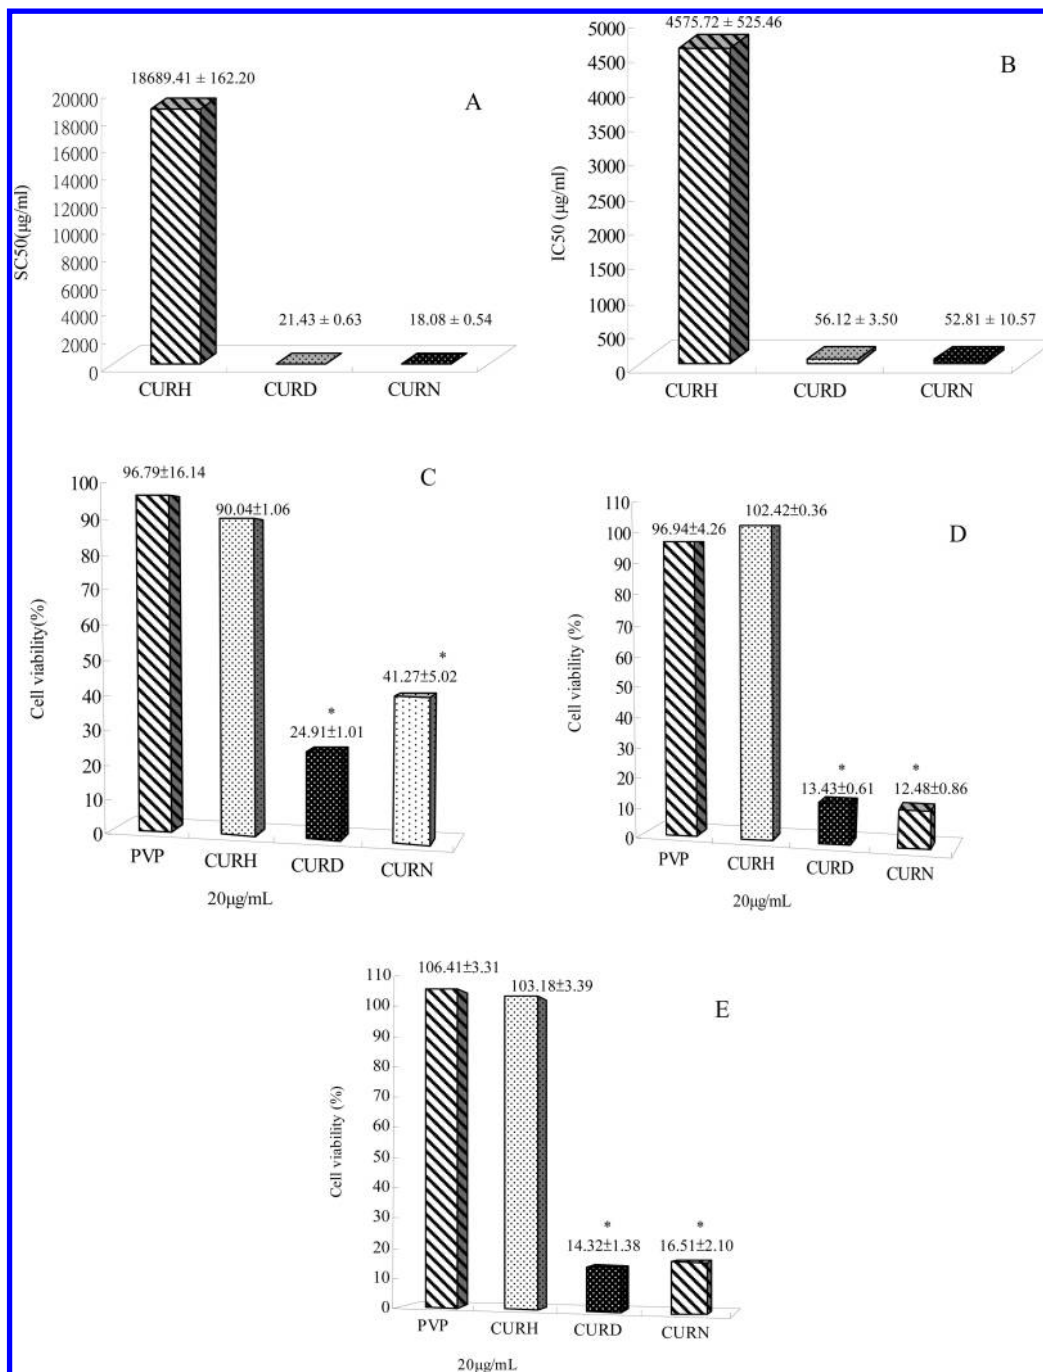 A
18689.41 ± 162.20
20000
18000
16000
14000
12000
10000
8000
6000
4000
2000
0
SC50(µg/ml)
21.43 ± 0.63
18.08 ± 0.54
CURH
CURD
CURN
B
4575.72 ± 525.46
5000
4500
4000
3500
3000
2500
2000
1500
1000
500
0
IC50 (µg/ml)
56.12 ± 3.50
52.81 ± 10.57
CURH
CURD
CURN
C
96.79±16.14
90.04±1.06
100
90
80
70
60
50
40
30
20
10
0
Cell viability(%)
*
24.91±1.01
*
41.27±5.02
PVP
CURH
CURD
CURN
20µg/mL
D
96.94±4.26
102.42±0.36
110
100
90
80
70
60
50
40
30
20
10
0
Cell viability (%)
*
13.43±0.61
*
12.48±0.86
PVP
CURH
CURD
CURN
20µg/mL
E
106.41±3.31
103.18±3.39
110
100
90
80
70
60
50
40
30
20
10
0
Cell viability (%)
*
14.32±1.38
*
16.51±2.10
PVP
CURH
CURD
CURN
20µg/mL